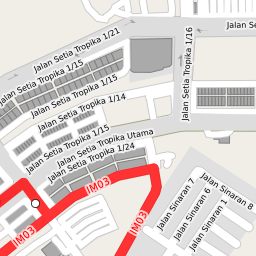 Jalan Setia Tropika 1/21
Jalan Setia Tropika 1/16
Jalan Se
Jalan Setia Tropika 1/15
Jalan Setia Tropika 1/15
Jalan Setia Tropika 1/14
Jalan Setia Tropika 1/15
Jalan Setia Tropika Utama
Jalan Setia Tropika 1/24
IM03
IM03
IM03
Jalan Sinaran 7
Jalan Sinaran 6
Jalan Sinaran 1
Jalan Sinaran 8